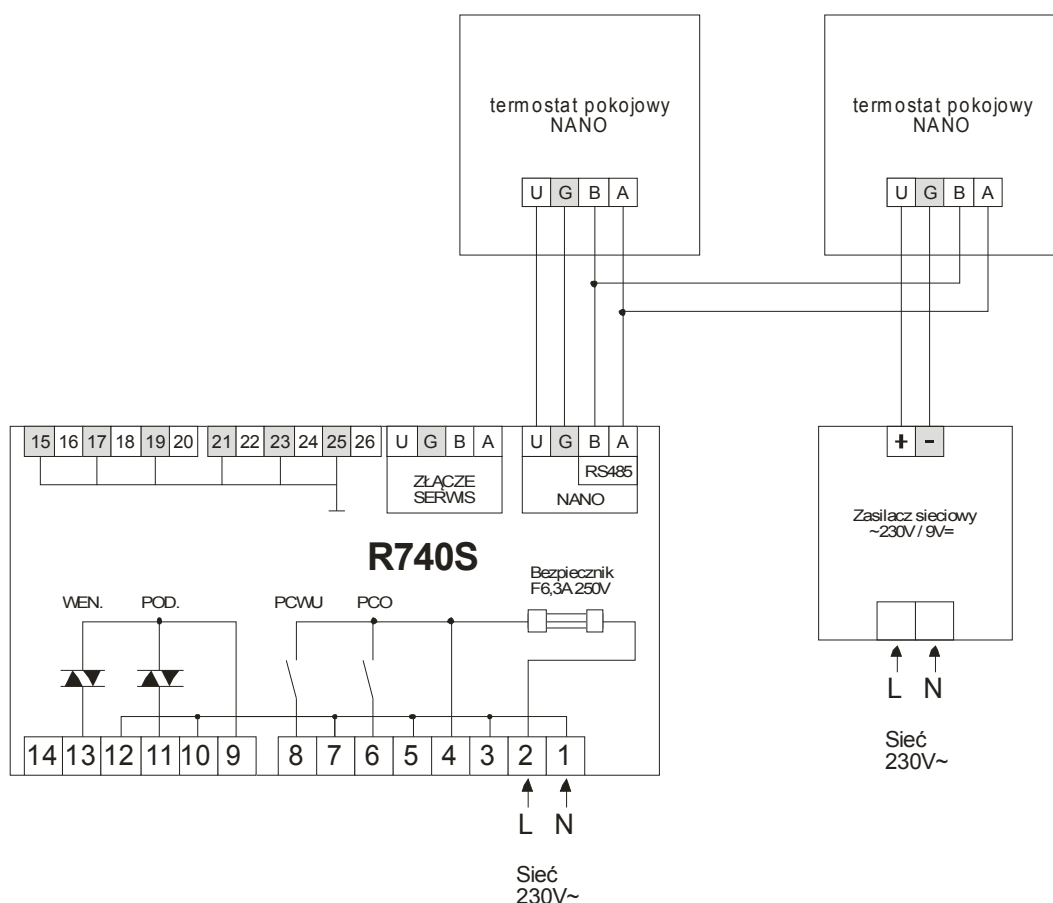 termostat pokojowy
NANO
termostat pokojowy
NANO
U G B A
U G B A
15 16 17 18 19 20 21 22 23 24 25 26 U G B A U G B A
+ -
RS485
ZŁĄCZE
SERWIS
NANO
Zasilacz sieciowy
~230V / 9V=
R740S
Bezpiecznik
F6,3A 250V
WEN. POD. PCWU PCO
L N
14 13 12 11 10 9 8 7 6 5 4 3 2 1
Sieć
230V~
L N
Sieć
230V~